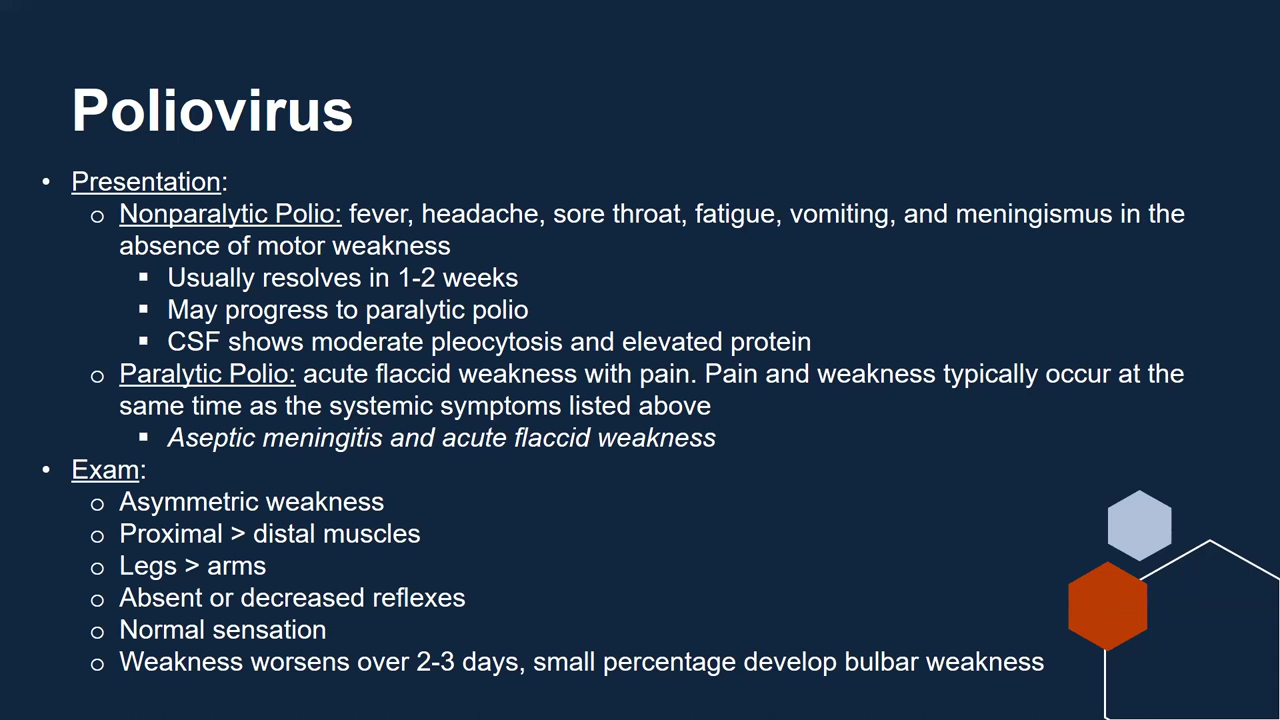 Poliovirus
• Presentation:
o Nonparalytic Polio: fever, headache, sore throat, fatigue, vomiting, and meningismus in the
absence of motor weakness
▪ Usually resolves in 1-2 weeks
▪ May progress to paralytic polio
▪ CSF shows moderate pleocytosis and elevated protein
o Paralytic Polio: acute flaccid weakness with pain. Pain and weakness typically occur at the
same time as the systemic symptoms listed above
▪ Aseptic meningitis and acute flaccid weakness
• Exam:
o Asymmetric weakness
o Proximal > distal muscles
o Legs > arms
o Absent or decreased reflexes
o Normal sensation
o Weakness worsens over 2-3 days, small percentage develop bulbar weakness